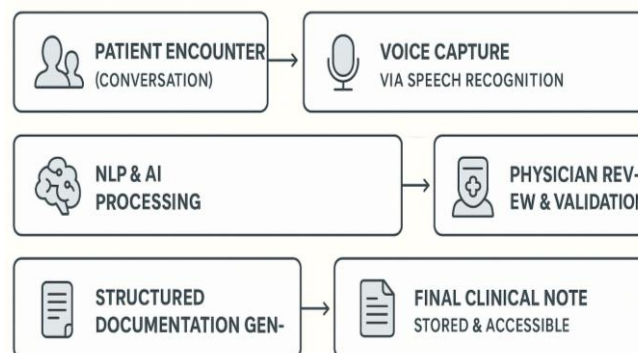 PATIENT ENCOUNTER
(CONVERSATION)
VOICE CAPTURE
VIA SPEECH RECOGNITION
NLP & AI
PROCESSING
PHYSICIAN REV-
EW & VALIDATION
STRUCTURED
DOCUMENTATION GEN-
FINAL CLINICAL NOTE
STORED & ACCESSIBLE